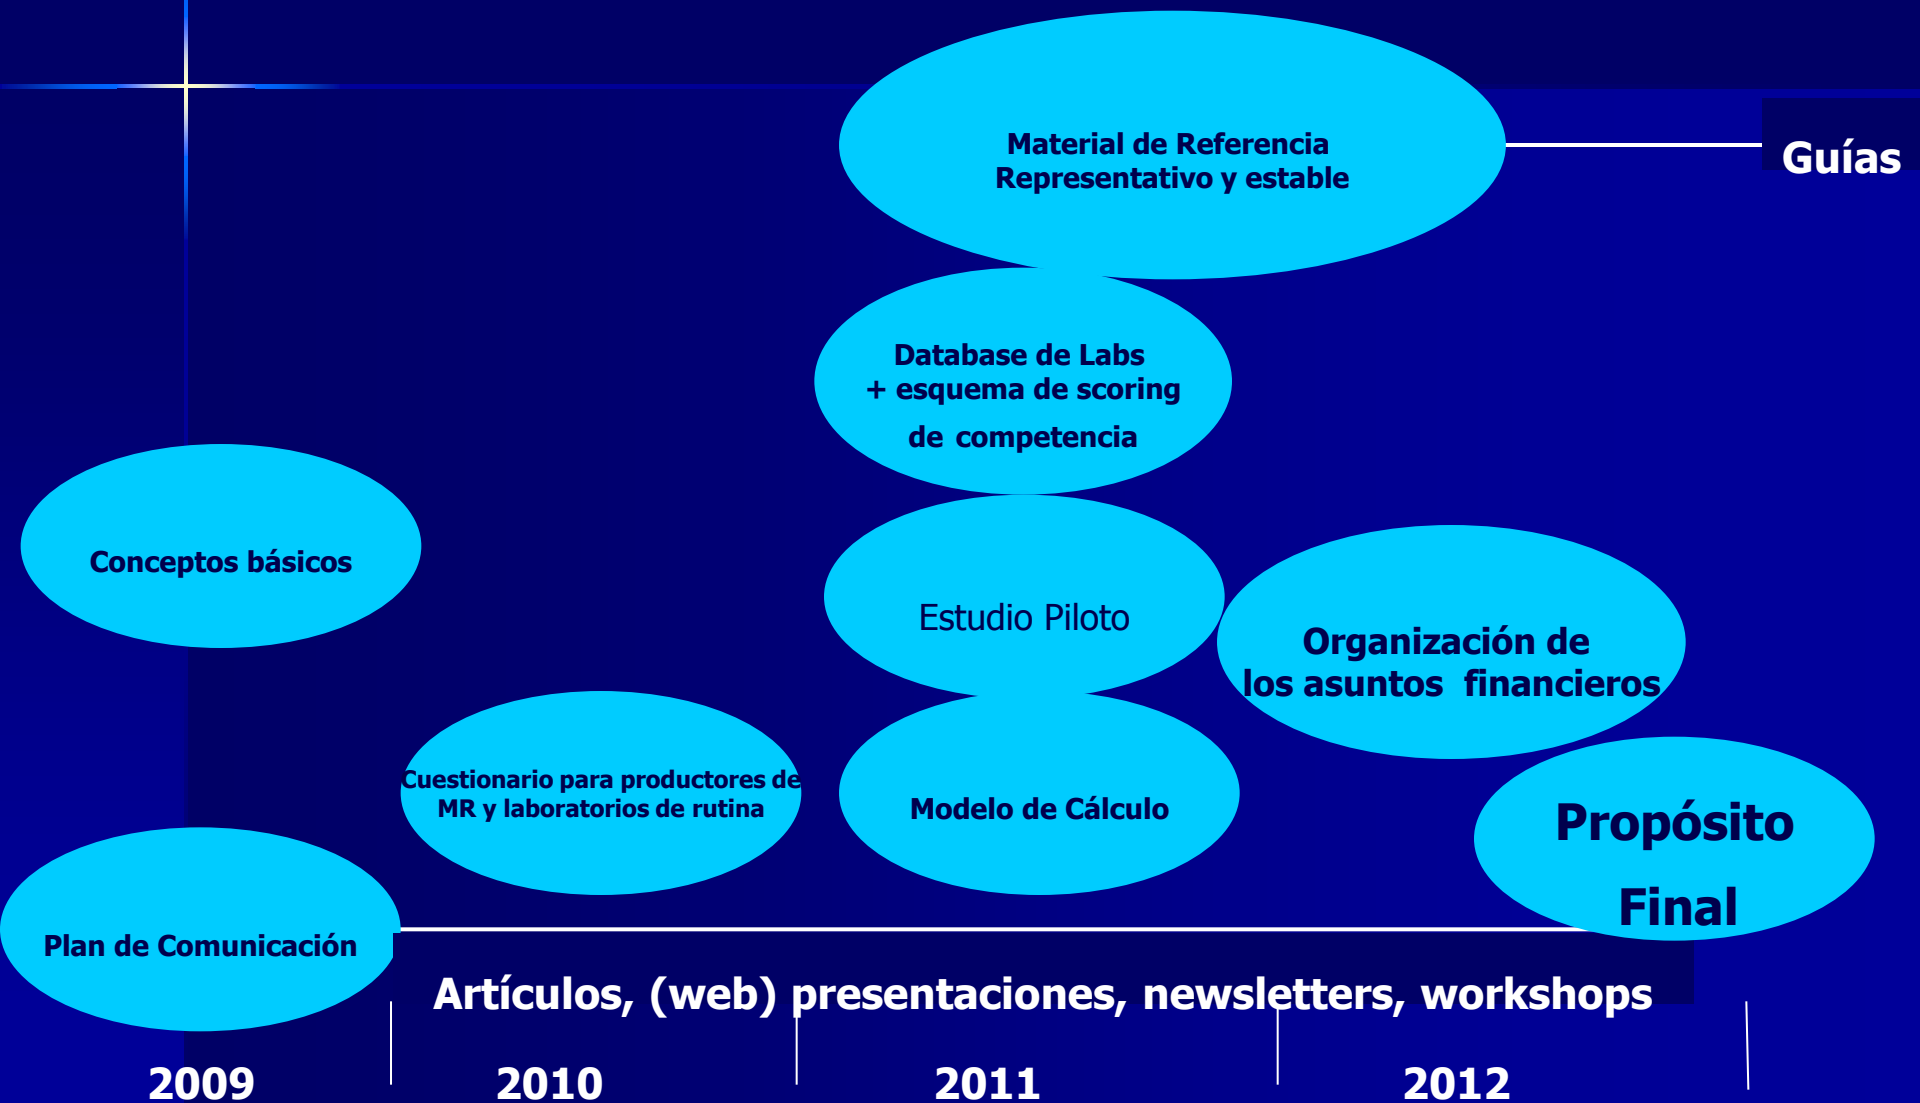 Material de Referencia
Representativo y estable
Guías
Database de Labs
+ esquema de scoring
de competencia
Conceptos básicos
Estudio Piloto
Organización de
los asuntos financieros
Cuestionario para productores de
MR y laboratorios de rutina
Modelo de Cálculo
Propósito
Final
Plan de Comunicación
Artículos, (web) presentaciones, newsletters, workshops
2009 2010 2011 2012